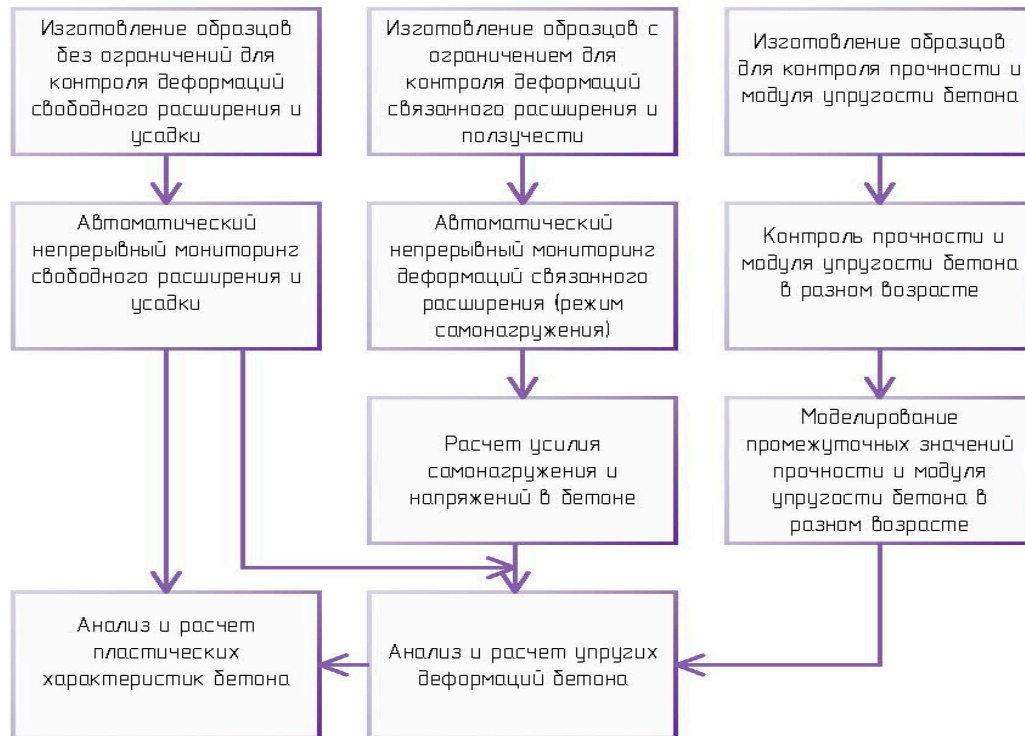 Изготовление образцов
без ограничений для
контроля деформаций
свободного расширения и
усадки
Изготовление образцов с
ограничением для
контроля деформаций
связанного расширения и
ползучести
Изготовление образцов
для контроля прочности и
модуля упругости бетона
Автоматический
непрерывный мониторинг
свободного расширения и
усадки
Автоматический
непрерывный мониторинг
деформаций связанного
расширения (режим
самонагружения)
Контроль прочности и
модуля упругости бетона
в разном возрасте
Расчет усилия
самонагружения и
напряжений в бетоне
Моделирование
промежуточных значений
прочности и модуля
упругости бетона в
разном возрасте
Анализ и расчет
пластических
характеристик бетона
Анализ и расчет упругих
деформаций бетона